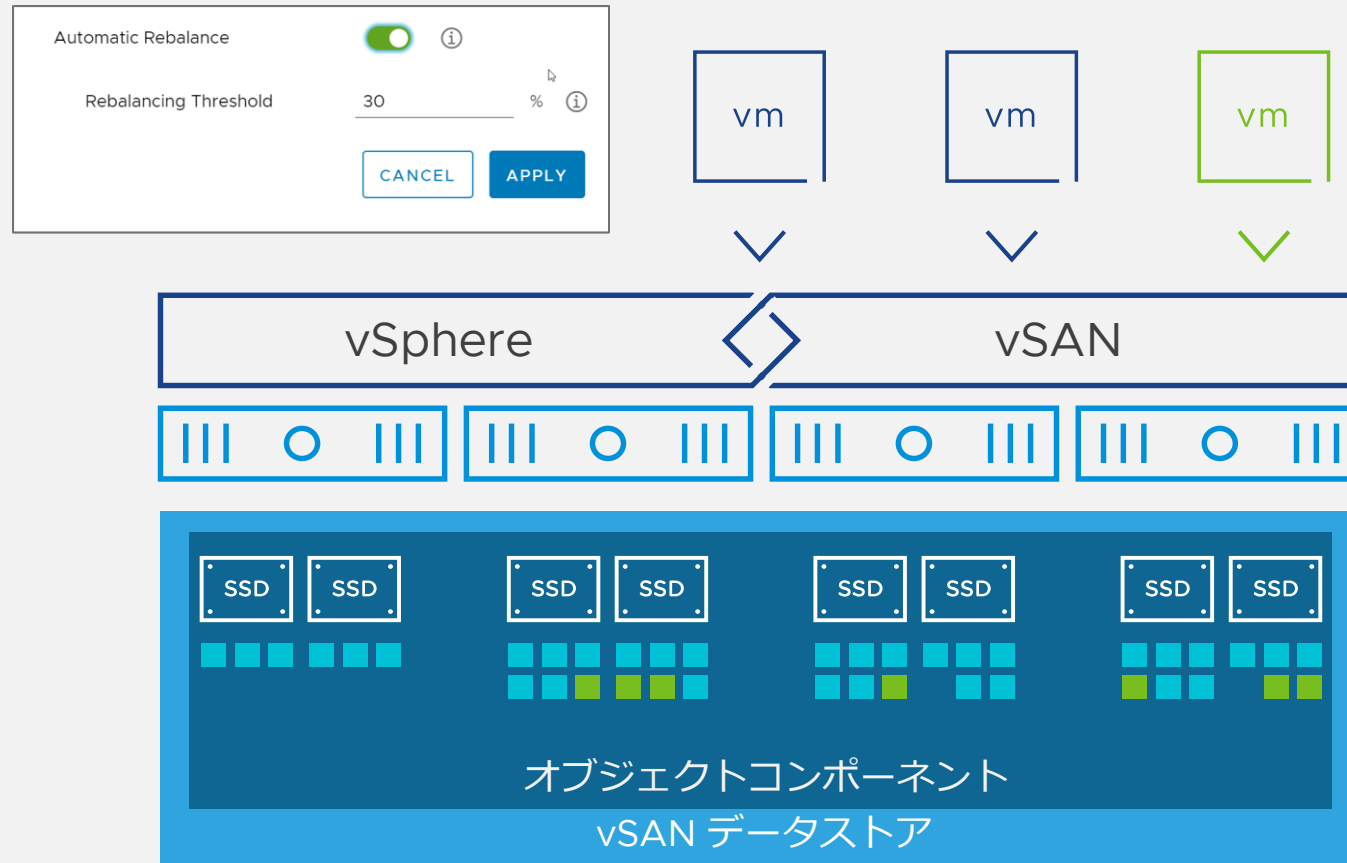 Automatic Rebalance
Rebalancing Threshold 30 %
CANCEL APPLY
vm vm vm
vSphere vSAN
SSD SSD SSD SSD SSD SSD SSD SSD
オブジェクトコンポーネント
vSAN データストア